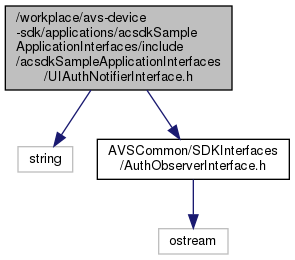 /workplace/avs-device
-sdk/applications/acsdkSample
ApplicationInterfaces/include
/acsdkSampleApplicationInterfaces
/UIAuthNotifierInterface.h
string
AVSCommon/SDKInterfaces
/AuthObserverInterface.h
ostream